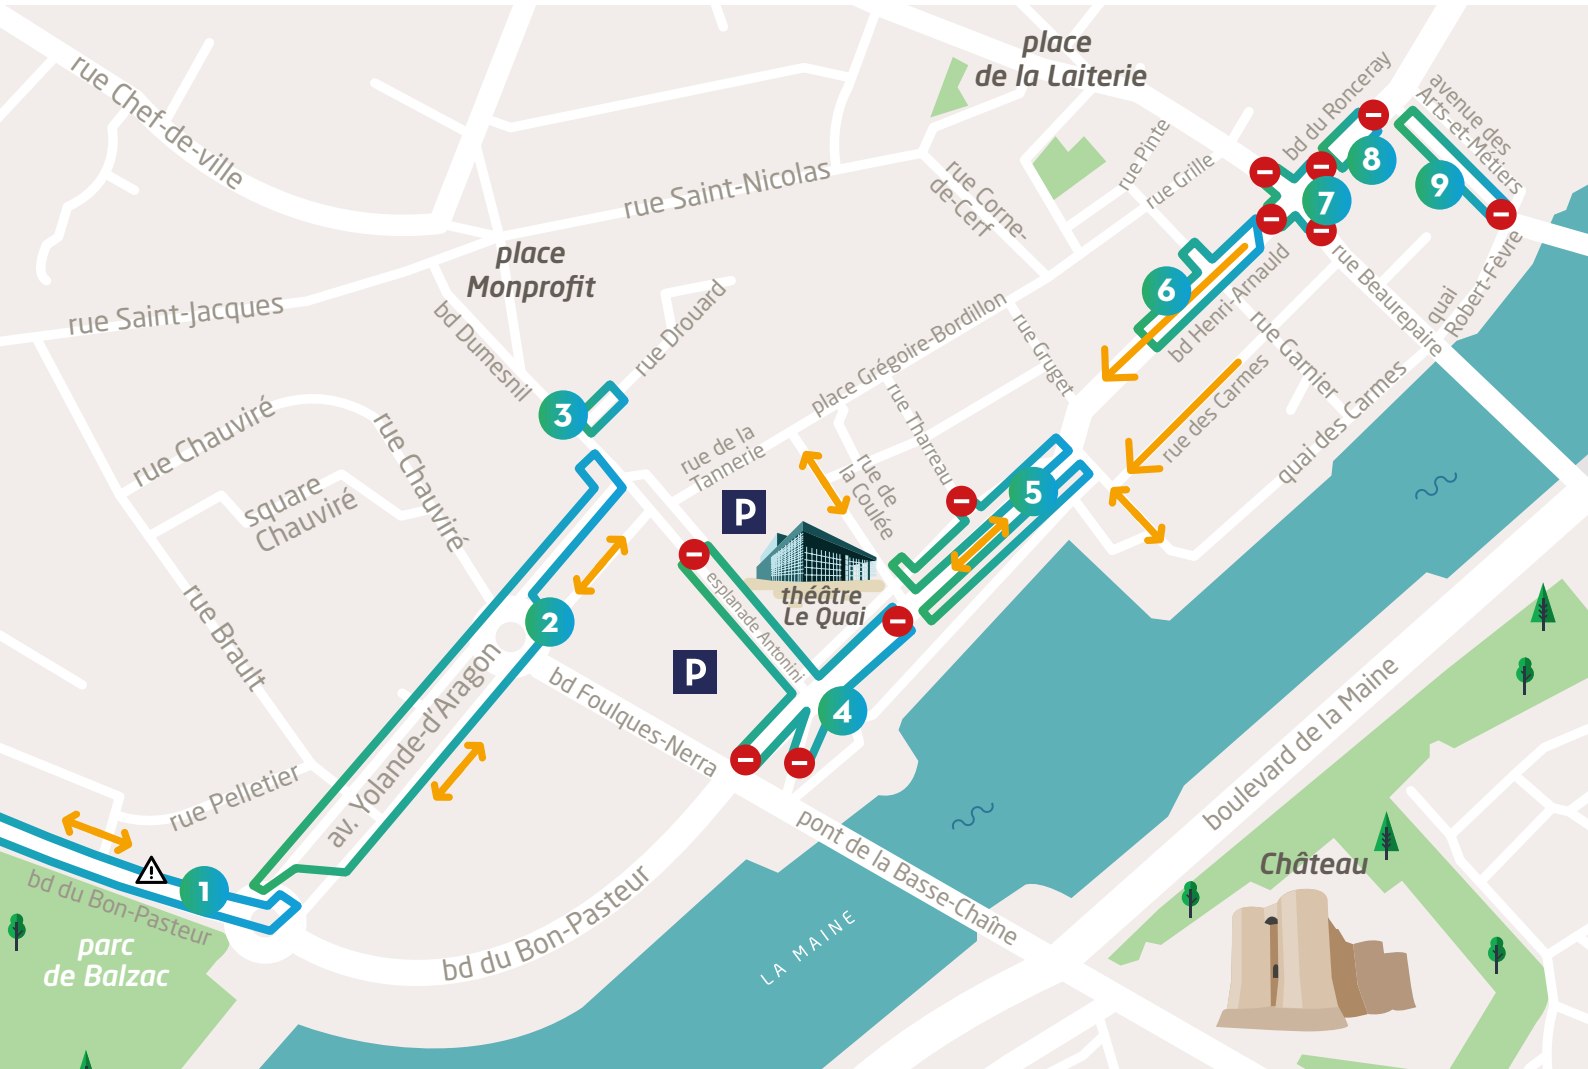 place
de la Laiterie
rue Chef-de-ville
bd du Ronceray
avenue des
Arts-et-Métiers
8
9
7
rue Pinte
rue Grille
rue Saint-Nicolas
rue Corne-
de-Cerf
place
Monprofit
rue Saint-Jacques
bd Dumesnil
rue Drouard
3
place Grégoire-Bordillon
rue Gruget
6
bd Henri-Arnauld
rue Garnier
rue Beaurepaire
quai
Robert-Fèvre
rue des Carmes
quai des Carmes
rue Chauviré
square
Chauviré
rue Chauviré
rue de la
Tannerie
rue Tharreau
rue de
la Coulée
P
5
théâtre
Le Quai
esplanade Antonini
P
4
2
rue Brault
av. Yolande-d'Aragon
bd Foulques-Nerra
rue Pelletier
1
bd du Bon-Pasteur
parc
de Balzac
bd du Bon-Pasteur
pont de la Basse-Chaîne
LA MAINE
boulevard de la Maine
Château